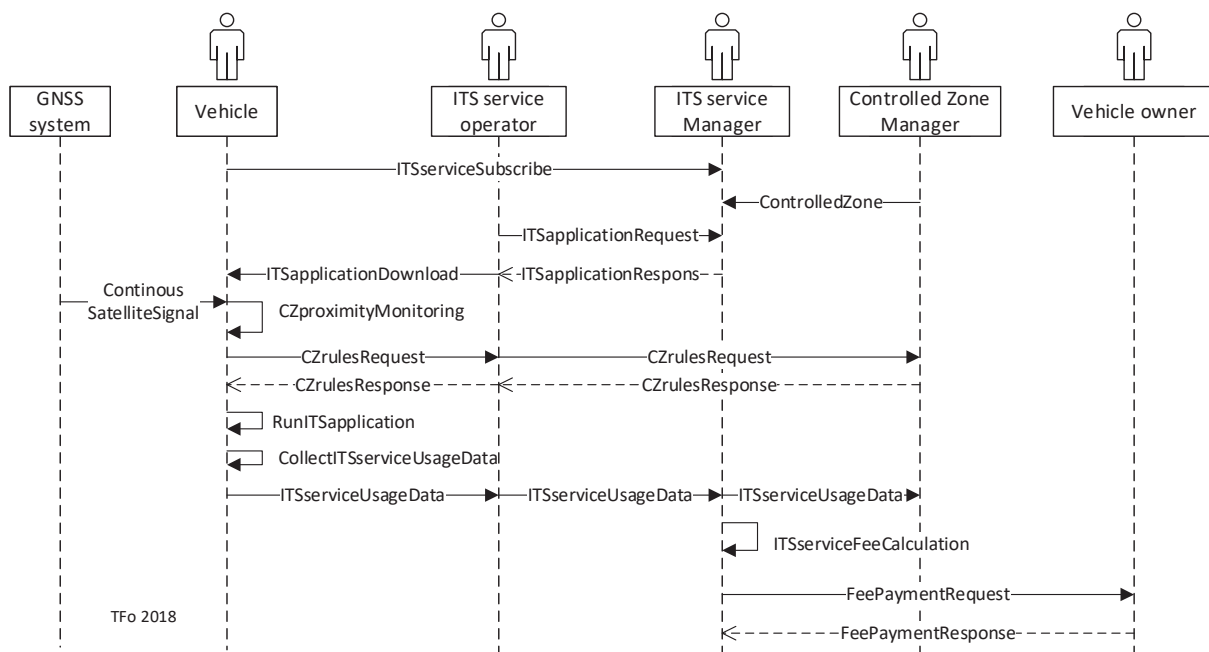 GNSS
system
Vehicle
ITS service
operator
ITS service
Manager
Controlled Zone
Manager
Vehicle owner
ITSserviceSubscribe
ControlledZone
ITSapplicationRequest
ITSapplicationDownload
ITSapplicationRespons
Continous
SatelliteSignal
CZproximityMonitoring
CZrulesRequest
CZrulesRequest
CZrulesResponse
CZrulesResponse
RunITSapplication
CollectITSserviceUsageData
ITSserviceUsageData
ITSserviceUsageData
ITSserviceUsageData
ITSserviceFeeCalculation
FeePaymentRequest
TFo 2018
FeePaymentResponse